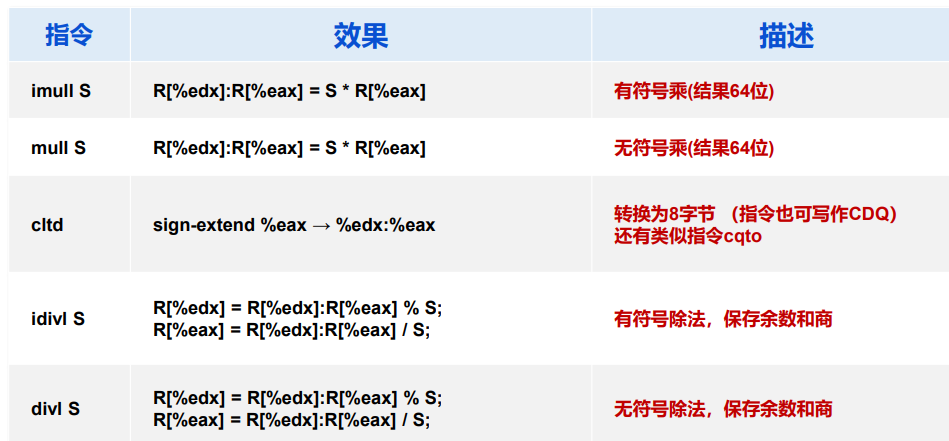 指令 效果 描述
imull S R[%edx]:R[%eax] = S * R[%eax] 有符号乘(结果64位)
mull S R[%edx]:R[%eax] = S * R[%eax] 无符号乘(结果64位)
cltd sign-extend %eax → %edx:%eax 转换为8字节 （指令也可写作CDQ）
还有类似指令cqto
idivl S R[%edx] = R[%edx]:R[%eax] % S;
R[%eax] = R[%edx]:R[%eax] / S; 有符号除法，保存余数和商
divl S R[%edx] = R[%edx]:R[%eax] % S;
R[%eax] = R[%edx]:R[%eax] / S; 无符号除法，保存余数和商